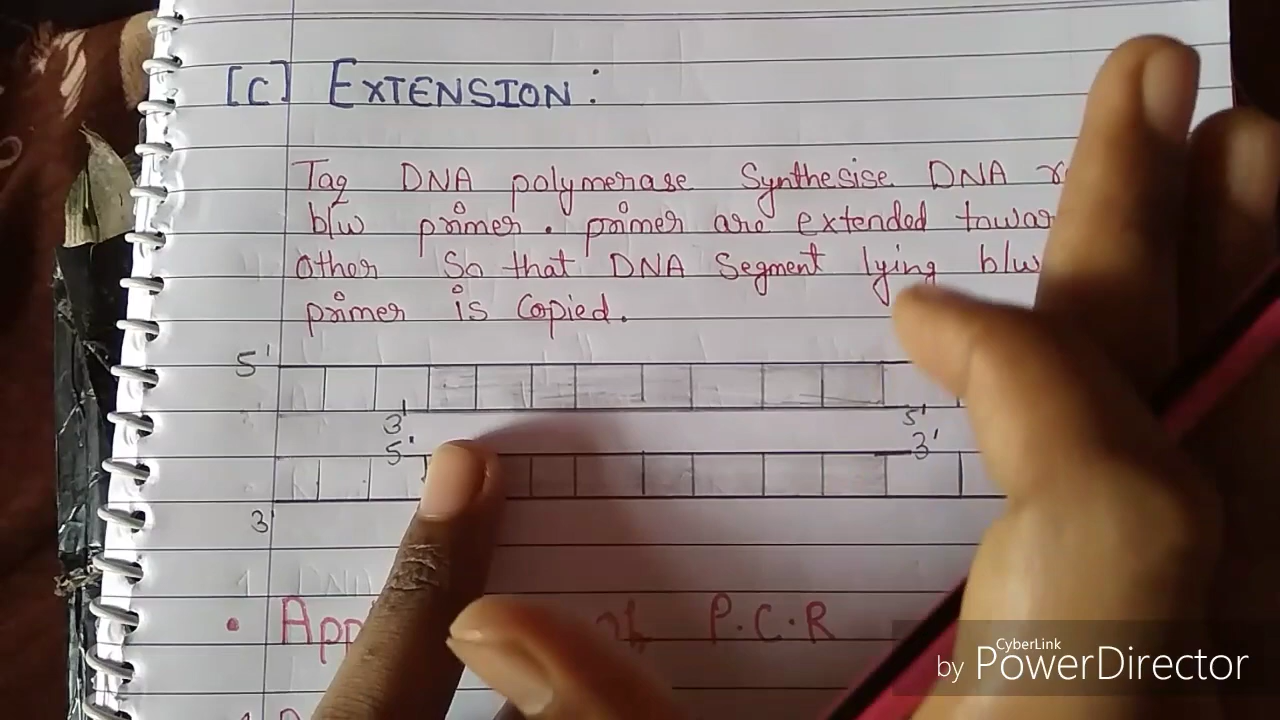 [C] EXTENSION:
Taq DNA polymerase Synthesise DNA
b/w primer. primer are extended
other So that DNA Segment lying b/w
primer is Copied.
5'
3' 5'
5' 3'
3'
• P.C.R
CyberLink
by PowerDirector